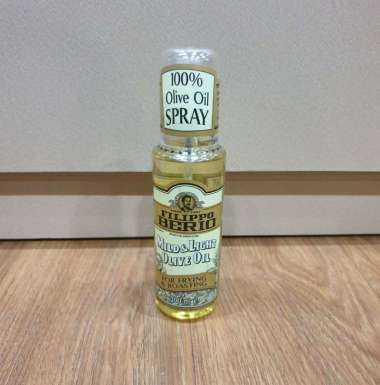 100%
Olive Oil
SPRAY
FILIPPO
BERIO
MILD & LIGHT
OLIVE OIL
FOR FRYING
& ROASTING